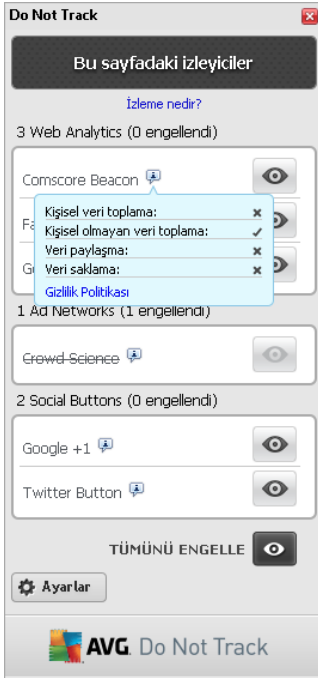 Do Not Track
Bu sayfadaki izleyiciler
İzleme nedir?
3 Web Analytics (0 engellendi)
Comscore Beacon
Kişisel veri toplama:
Kişisel olmayan veri toplama:
Veri paylaşma:
Veri saklama:
Gizlilik Politikası
1 Ad Networks (1 engellendi)
Crowd Science
2 Social Buttons (0 engellendi)
Google +1
Twitter Button
TÜMÜNÜ ENGELLE
Ayarlar
AVG. Do Not Track